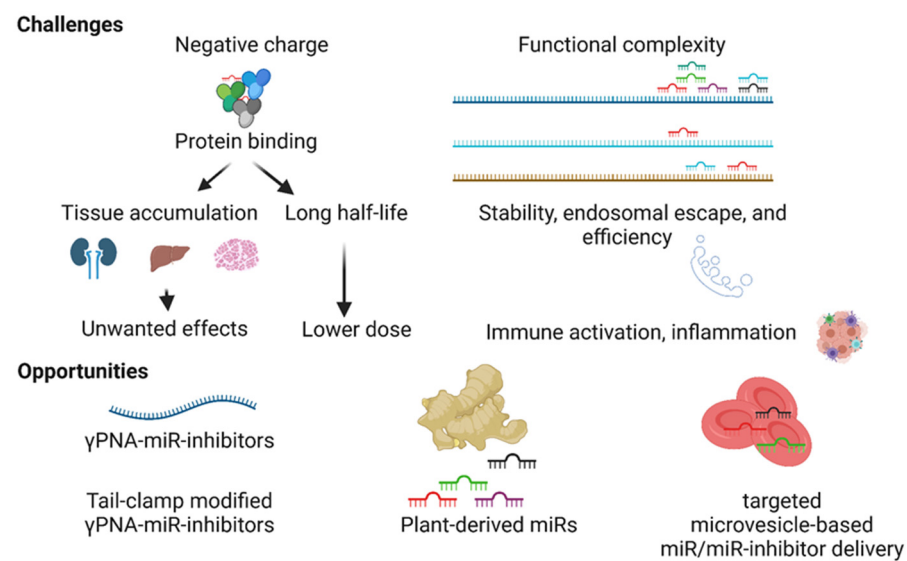 Challenges
Negative charge
Protein binding
Tissue accumulation
Long half-life
Unwanted effects
Lower dose
Functional complexity
Stability, endosomal escape, and
efficiency
Immune activation, inflammation
Opportunities
γPNA-miR-inhibitors
Tail-clamp modified
γPNA-miR-inhibitors
Plant-derived miRs
targeted
microvesicle-based
miR/miR-inhibitor delivery